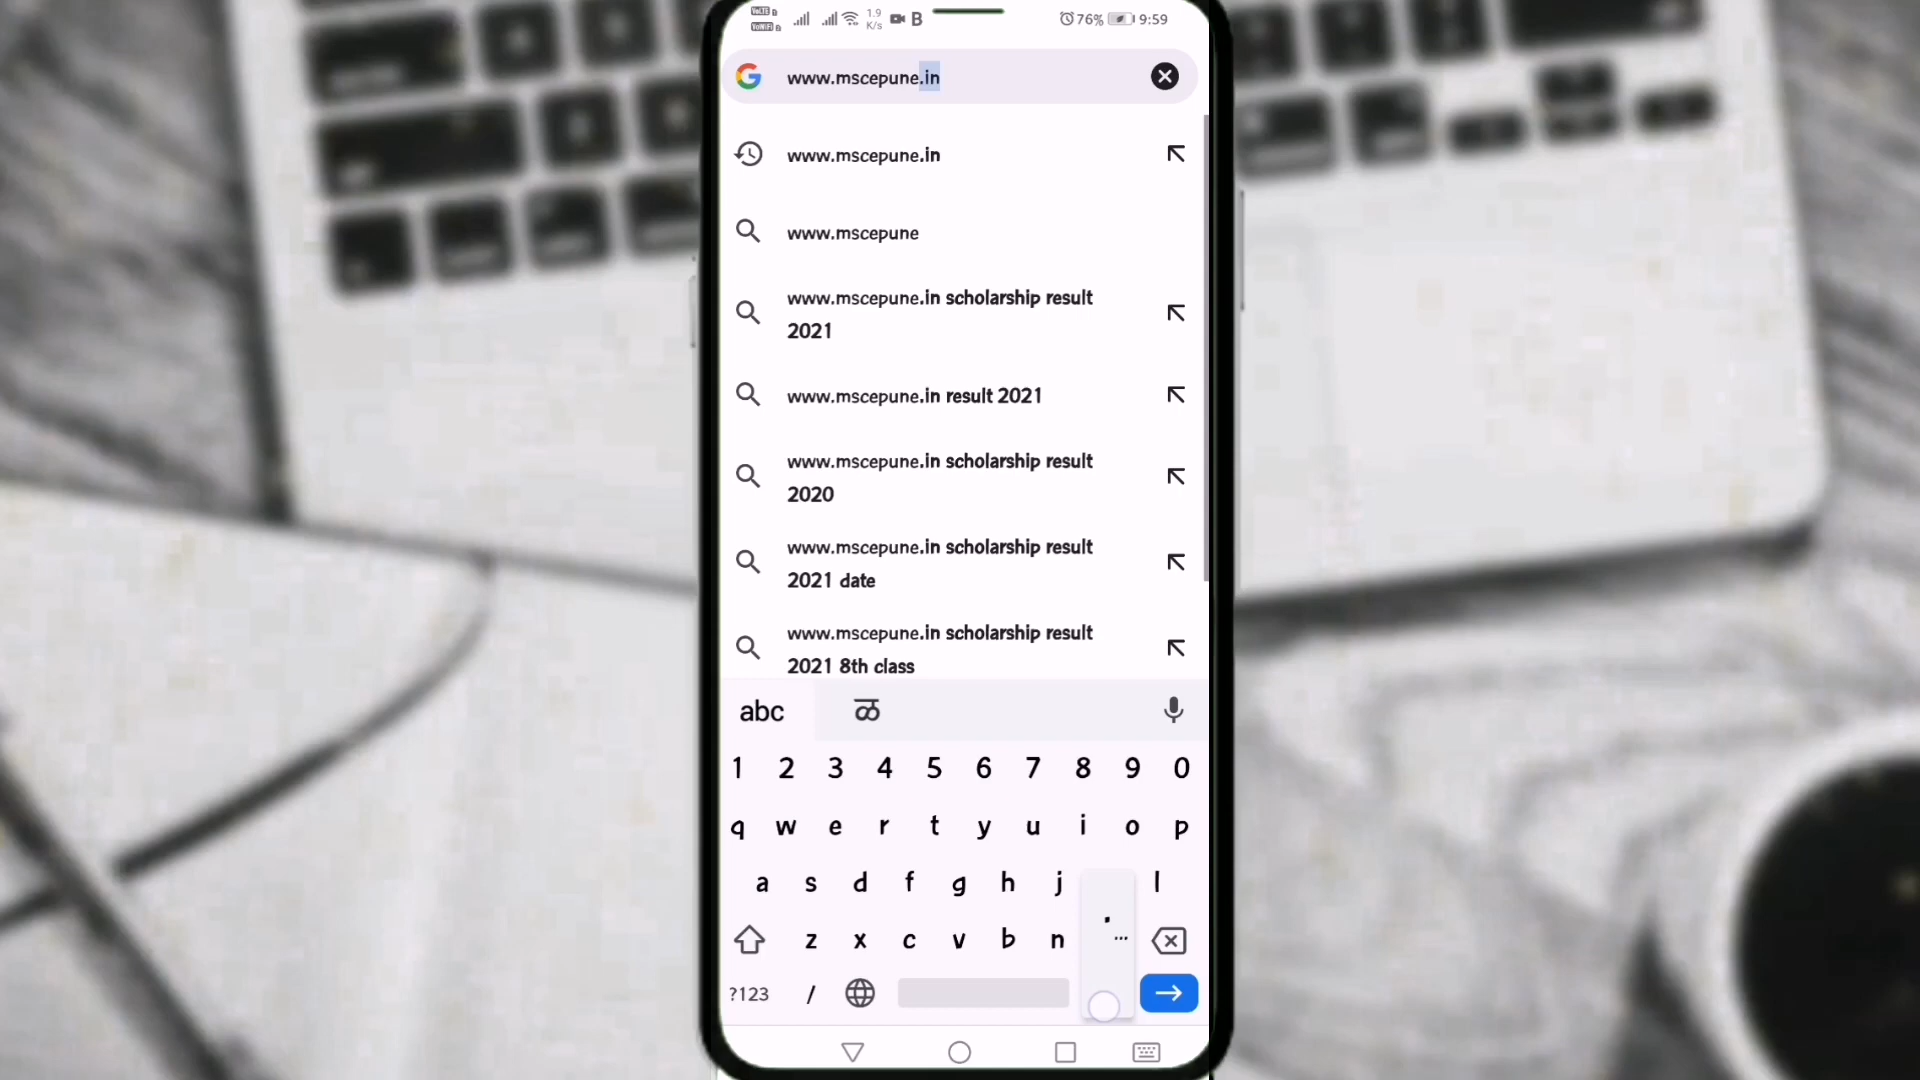 1.9
K/s
B
76%
9:59
www.mscepune.in
www.mscepune.in
www.mscepune
www.mscepune.in scholarship result
2021
www.mscepune.in result 2021
www.mscepune.in scholarship result
2020
www.mscepune.in scholarship result
2021 date
www.mscepune.in scholarship result
2021 8th class
abc ळ
1 2 3 4 5 6 7 8 9 0
q w e r t y u i o p
a s d f g h j l
z x c v b n . ...
?123 /